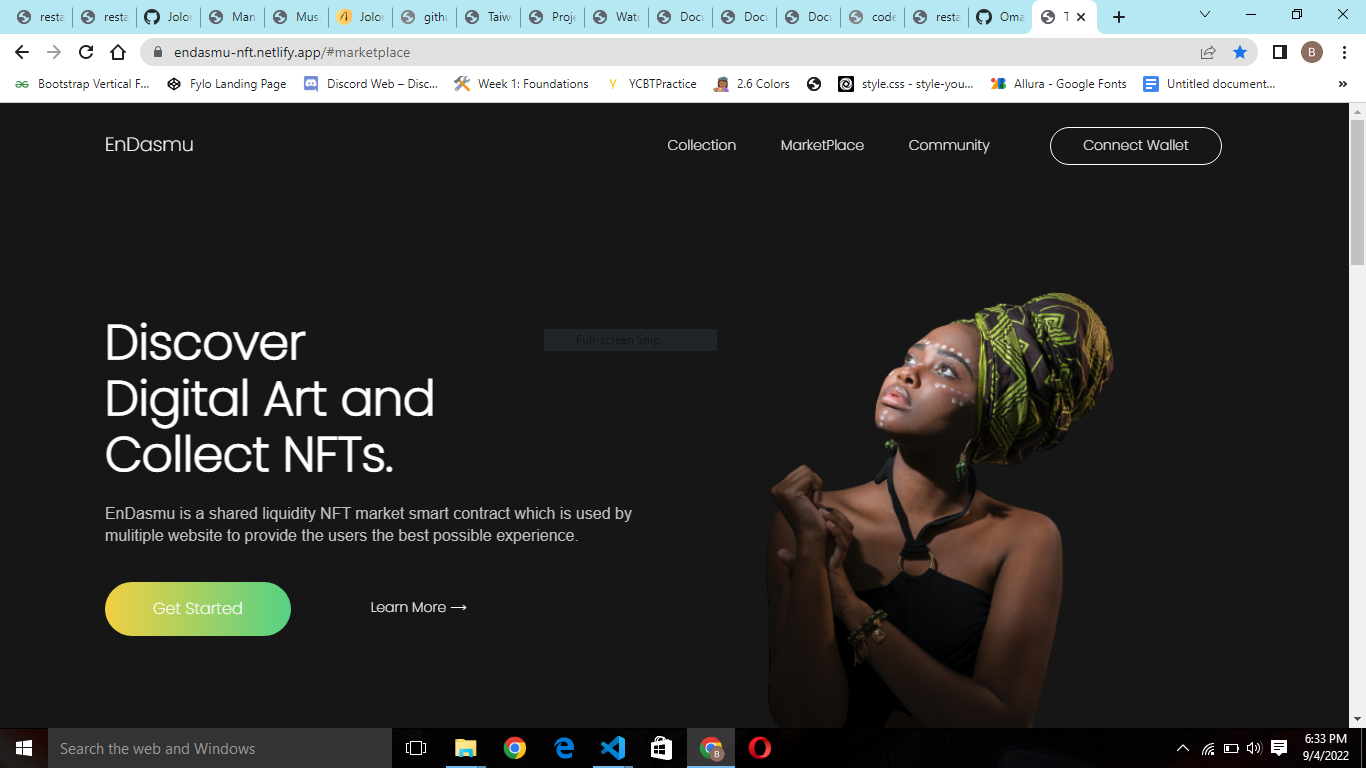 resta
resta
Jolor
Man
Mus
Jolor
gith
Taiw
Proje
Wat
Docu
Docu
Docu
code
resta
Oma
T
endasmu-nft.netlify.app/#marketplace
B
Bootstrap Vertical F...
Fylo Landing Page
Discord Web – Disc...
Week 1: Foundations
YCBTPractice
2.6 Colors
style.css - style-you...
Allura - Google Fonts
Untitled document...
»
EnDasmu
Collection
MarketPlace
Community
Connect Wallet
Full-screen Snip
Discover
Digital Art and
Collect NFTs.
EnDasmu is a shared liquidity NFT market smart contract which is used by
mulitiple website to provide the users the best possible experience.
Get Started
Learn More →
Search the web and Windows
B
6:33 PM
9/4/2022